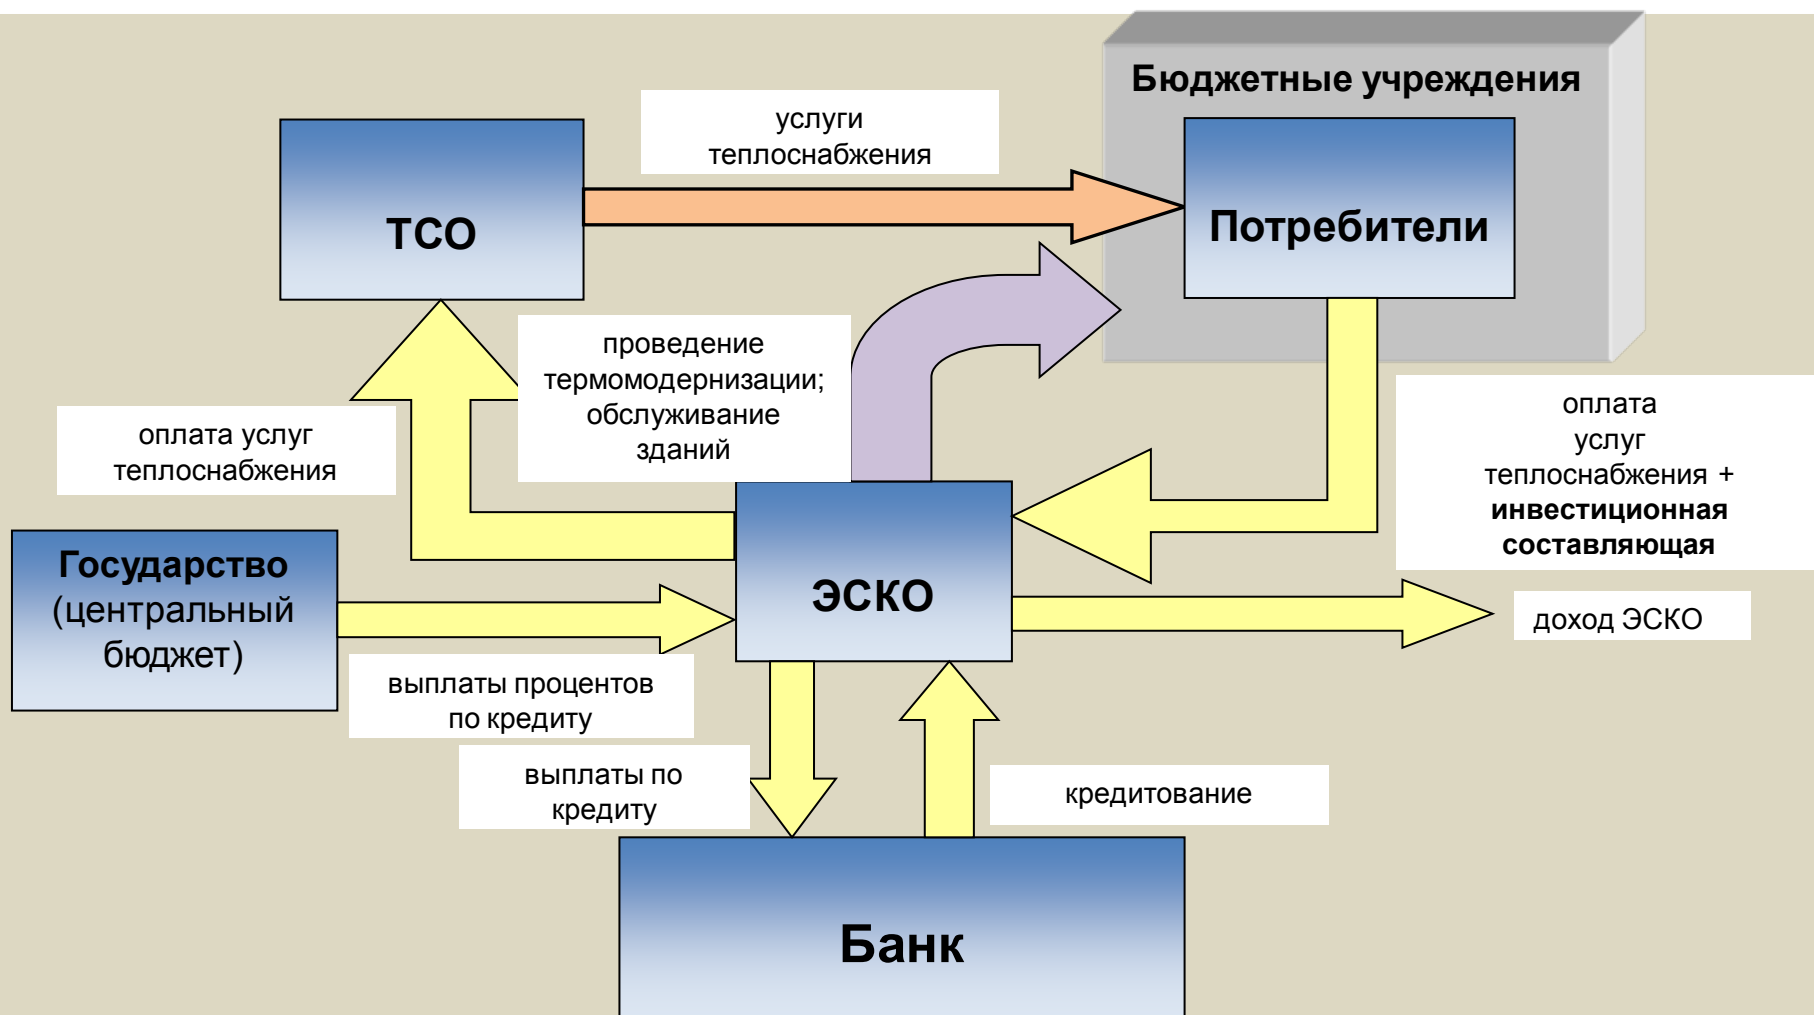 Бюджетные учреждения
услуги
теплоснабжения
ТСО
Потребители
проведение
термомодернизации;
обслуживание
зданий
оплата услуг
теплоснабжения
оплата
услуг
теплоснабжения +
инвестиционная
составляющая
Государство
(центральный
бюджет)
ЭСКО
доход ЭСКО
выплаты процентов
по кредиту
выплаты по
кредиту
кредитование
Банк